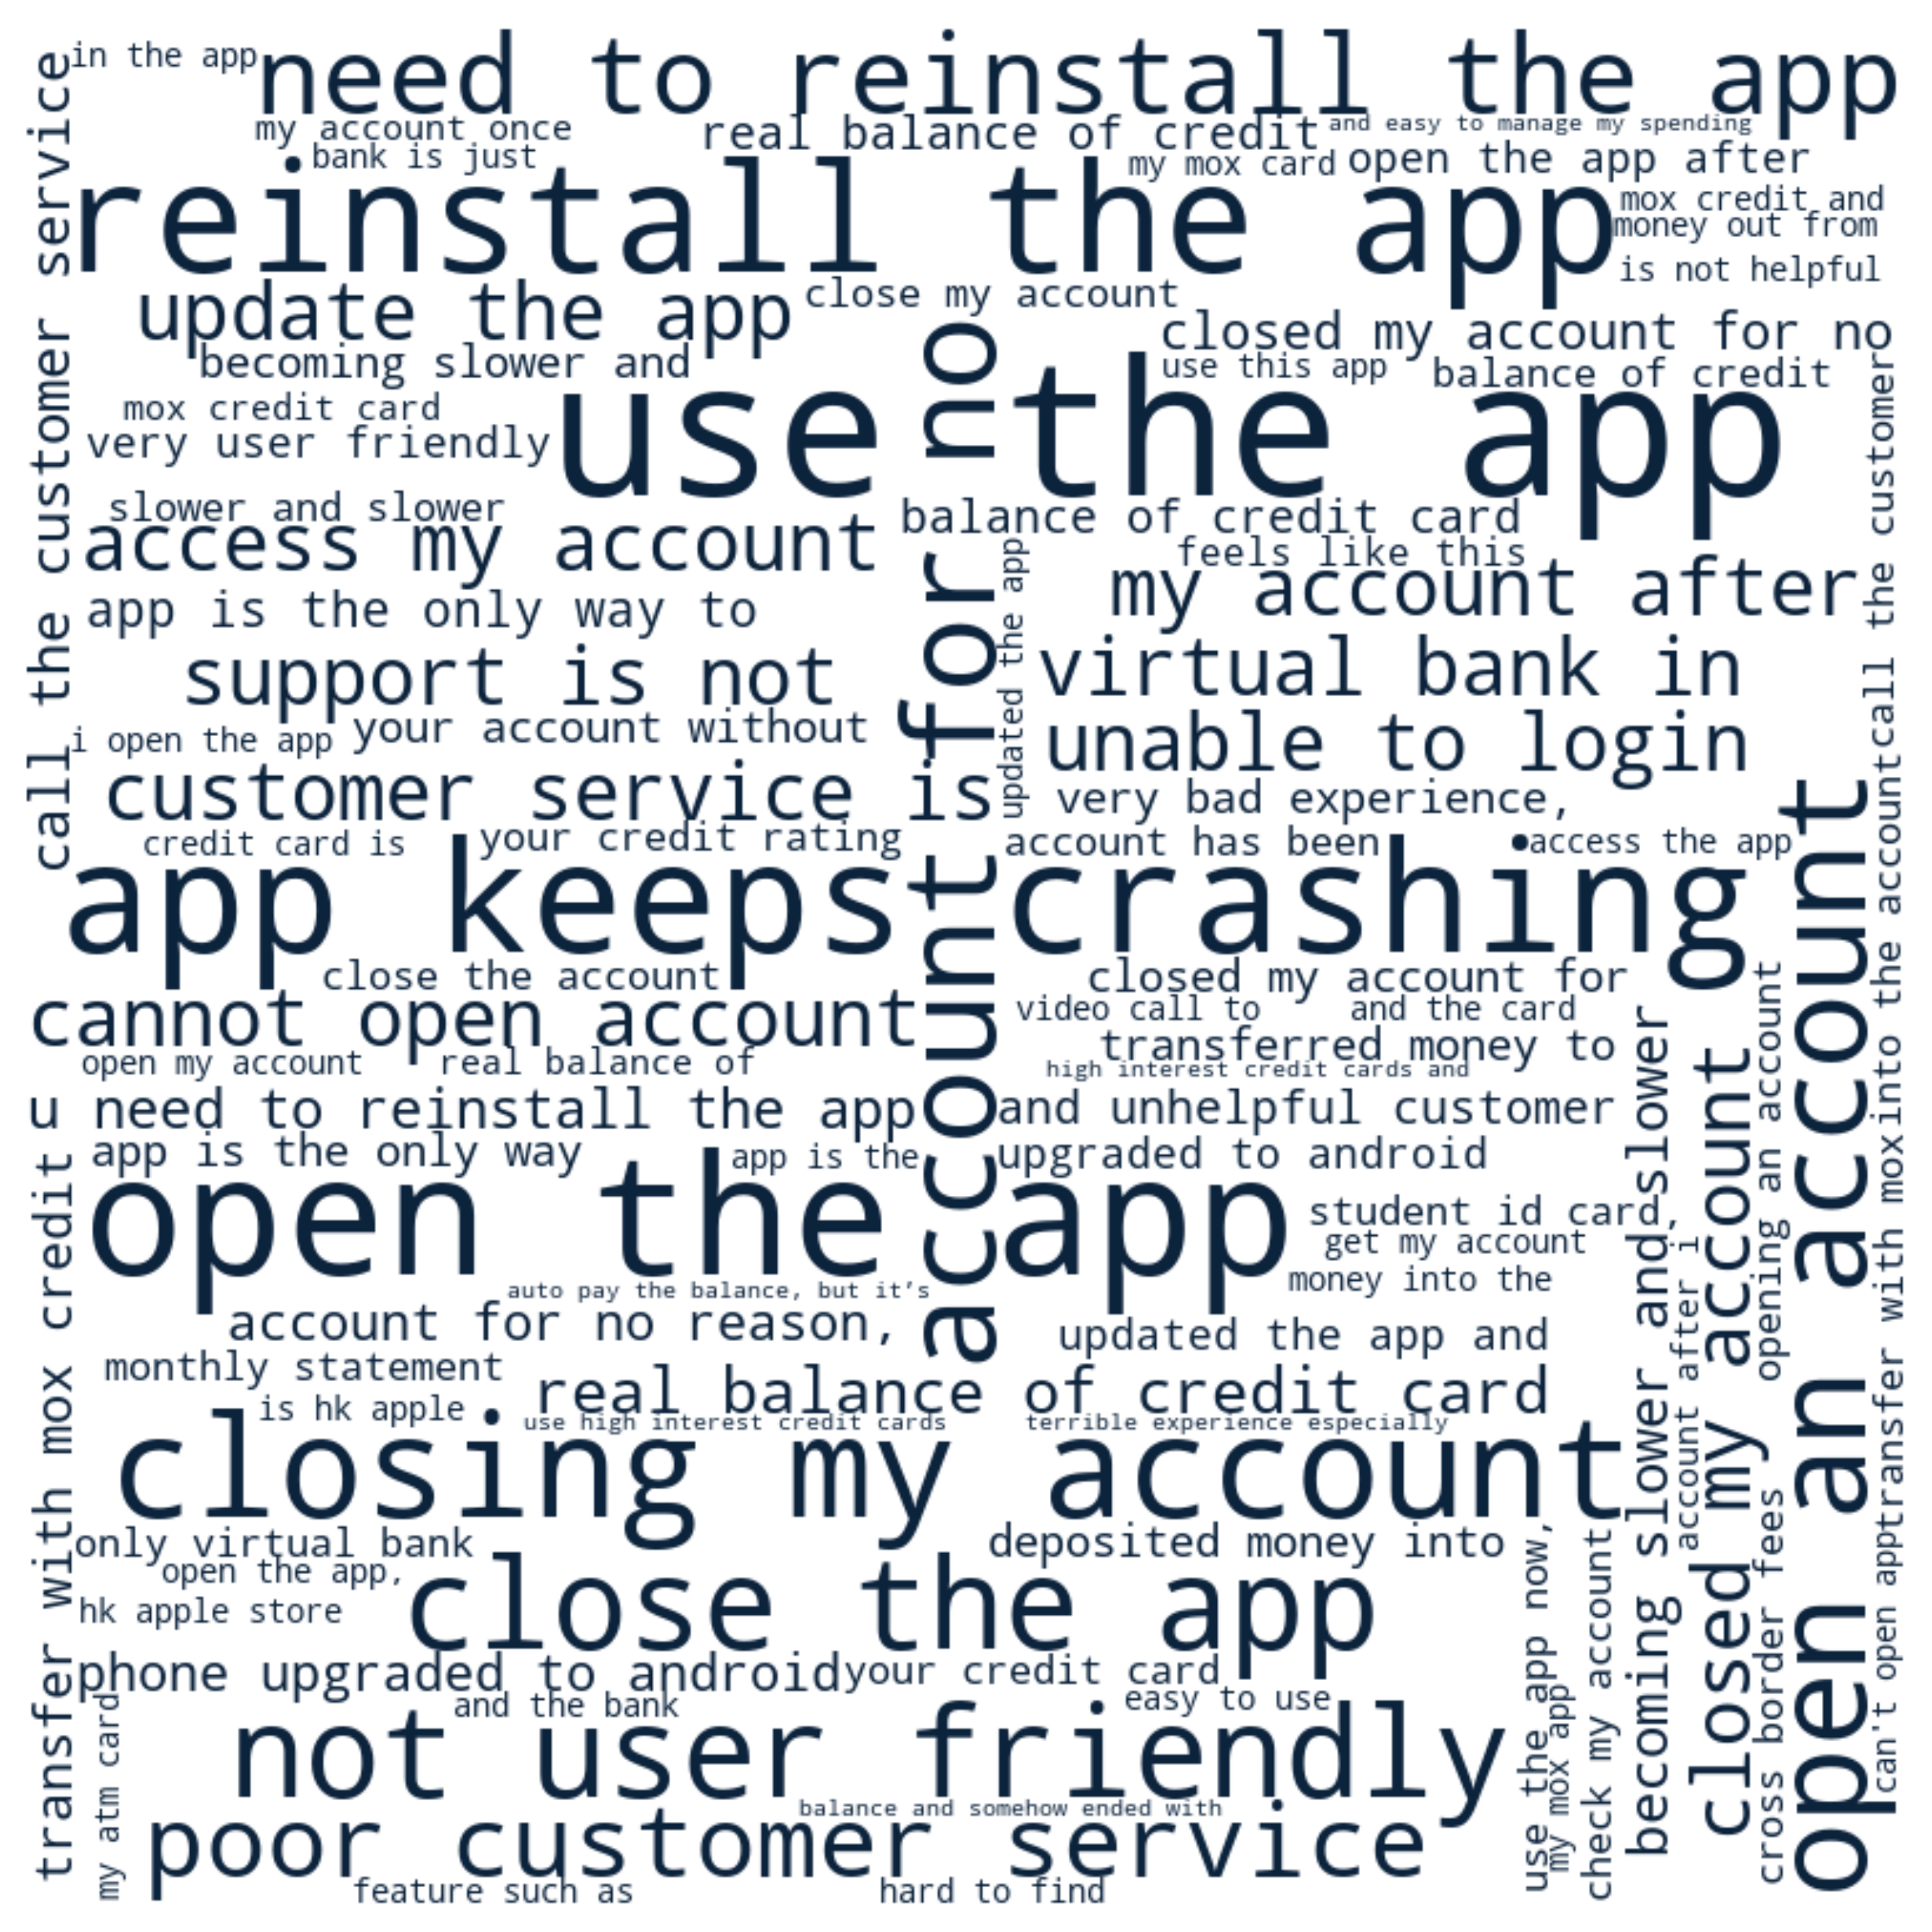 in the app
need to reinstall the app
my account once
real balance of credit
and easy to manage my spending
bank is just
my mox card
open the app after
reinstall the app
mox credit and
money out from
is not helpful
update the app
close my account
closed my account for no
becoming slower and
use this app
balance of credit
mox credit card
use the app
very user friendly
slower and slower
balance of credit card
access my account
feels like this
my account after
app is the only way to
support is not
virtual bank in
i open the app
your account without
unable to login
customer service is
very bad experience,
credit card is
your credit rating
account has been
access the app
app keeps crashing
close the account
closed my account for
cannot open account
video call to
and the card
transferred money to
open my account
real balance of
high interest credit cards and
u need to reinstall the app
and unhelpful customer
app is the only way
app is the
upgraded to android
open the app
student id card,
get my account
money into the
auto pay the balance, but it’s
account for no reason,
updated the app and
monthly statement
real balance of credit card
is hk apple
use high interest credit cards
terrible experience especially
closing my account
only virtual bank
deposited money into
open the app,
close the app
hk apple store
phone upgraded to android
your credit card
and the bank
easy to use
not user friendly
balance and somehow ended with
poor customer service
feature such as
hard to find
call the customer service
transfer with mox credit
my atm card
account for no
updated the app
use the app now,
my mox app
check my account
becoming slower and slower
account after i
closed my account
opening an account
cross border fees
open an account
call the customer
into the account
transfer with mox
can't open app